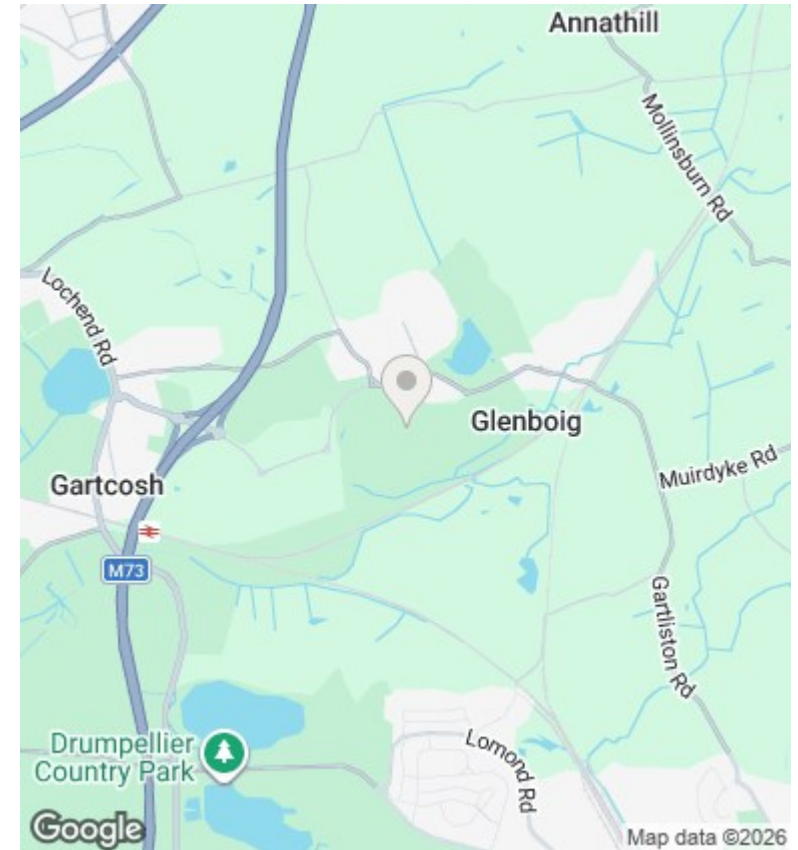 Annathill
Mollinsburn Rd
Lochend Rd
Glenboig
Muirdyke Rd
Gartcosh
M73
Gartliston Rd
Lomond Rd
Drumpellier
Country Park
Google
Map data ©2026